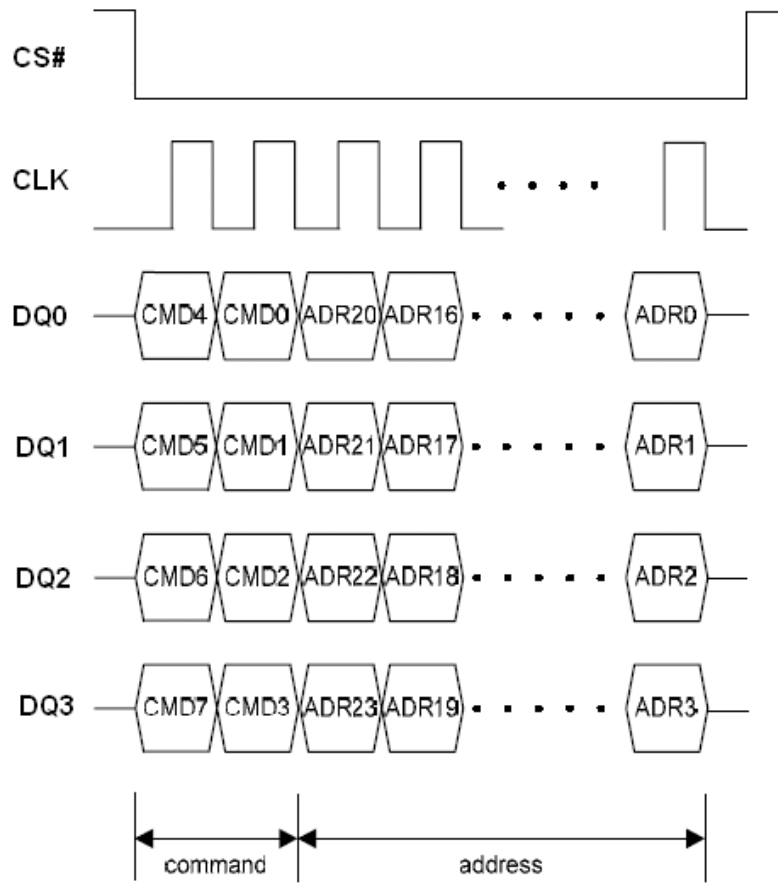 CS#
CLK
DQ0 CMD4 CMD0 ADR20 ADR16 ADR0
DQ1 CMD5 CMD1 ADR21 ADR17 ADR1
DQ2 CMD6 CMD2 ADR22 ADR18 ADR2
DQ3 CMD7 CMD3 ADR23 ADR19 ADR3
command address